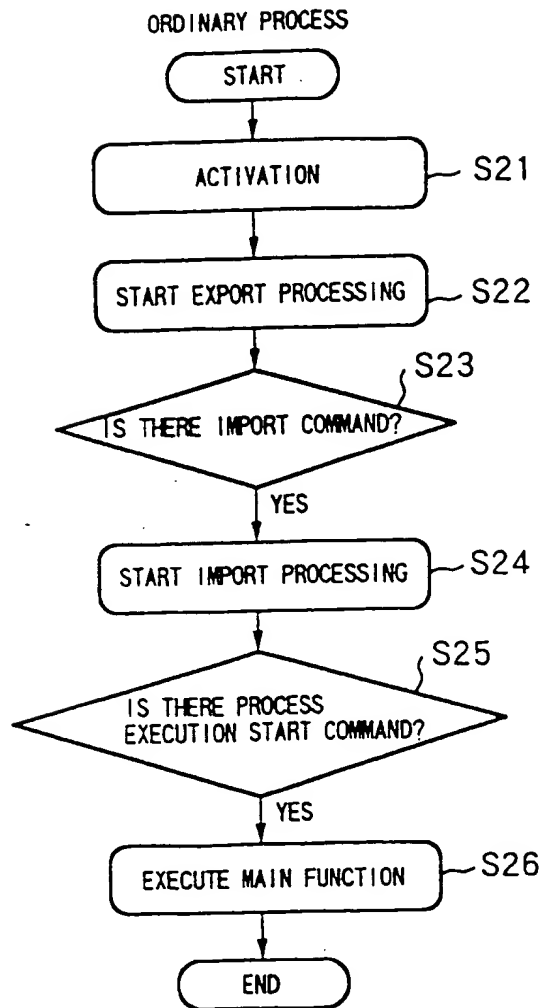 ORDINARY PROCESS
START
ACTIVATION
S21
START EXPORT PROCESSING
S22
S23
IS THERE IMPORT COMMAND?
YES
START IMPORT PROCESSING
S24
S25
IS THERE PROCESS
EXECUTION START COMMAND?
YES
EXECUTE MAIN FUNCTION
S26
END